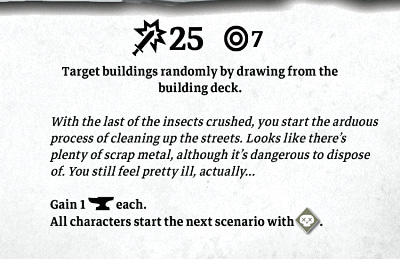 25 7
Target buildings randomly by drawing from the
building deck.
With the last of the insects crushed, you start the arduous
process of cleaning up the streets. Looks like there's
plenty of scrap metal, although it's dangerous to dispose
of. You still feel pretty ill, actually...
Gain 1 each.
All characters start the next scenario with .